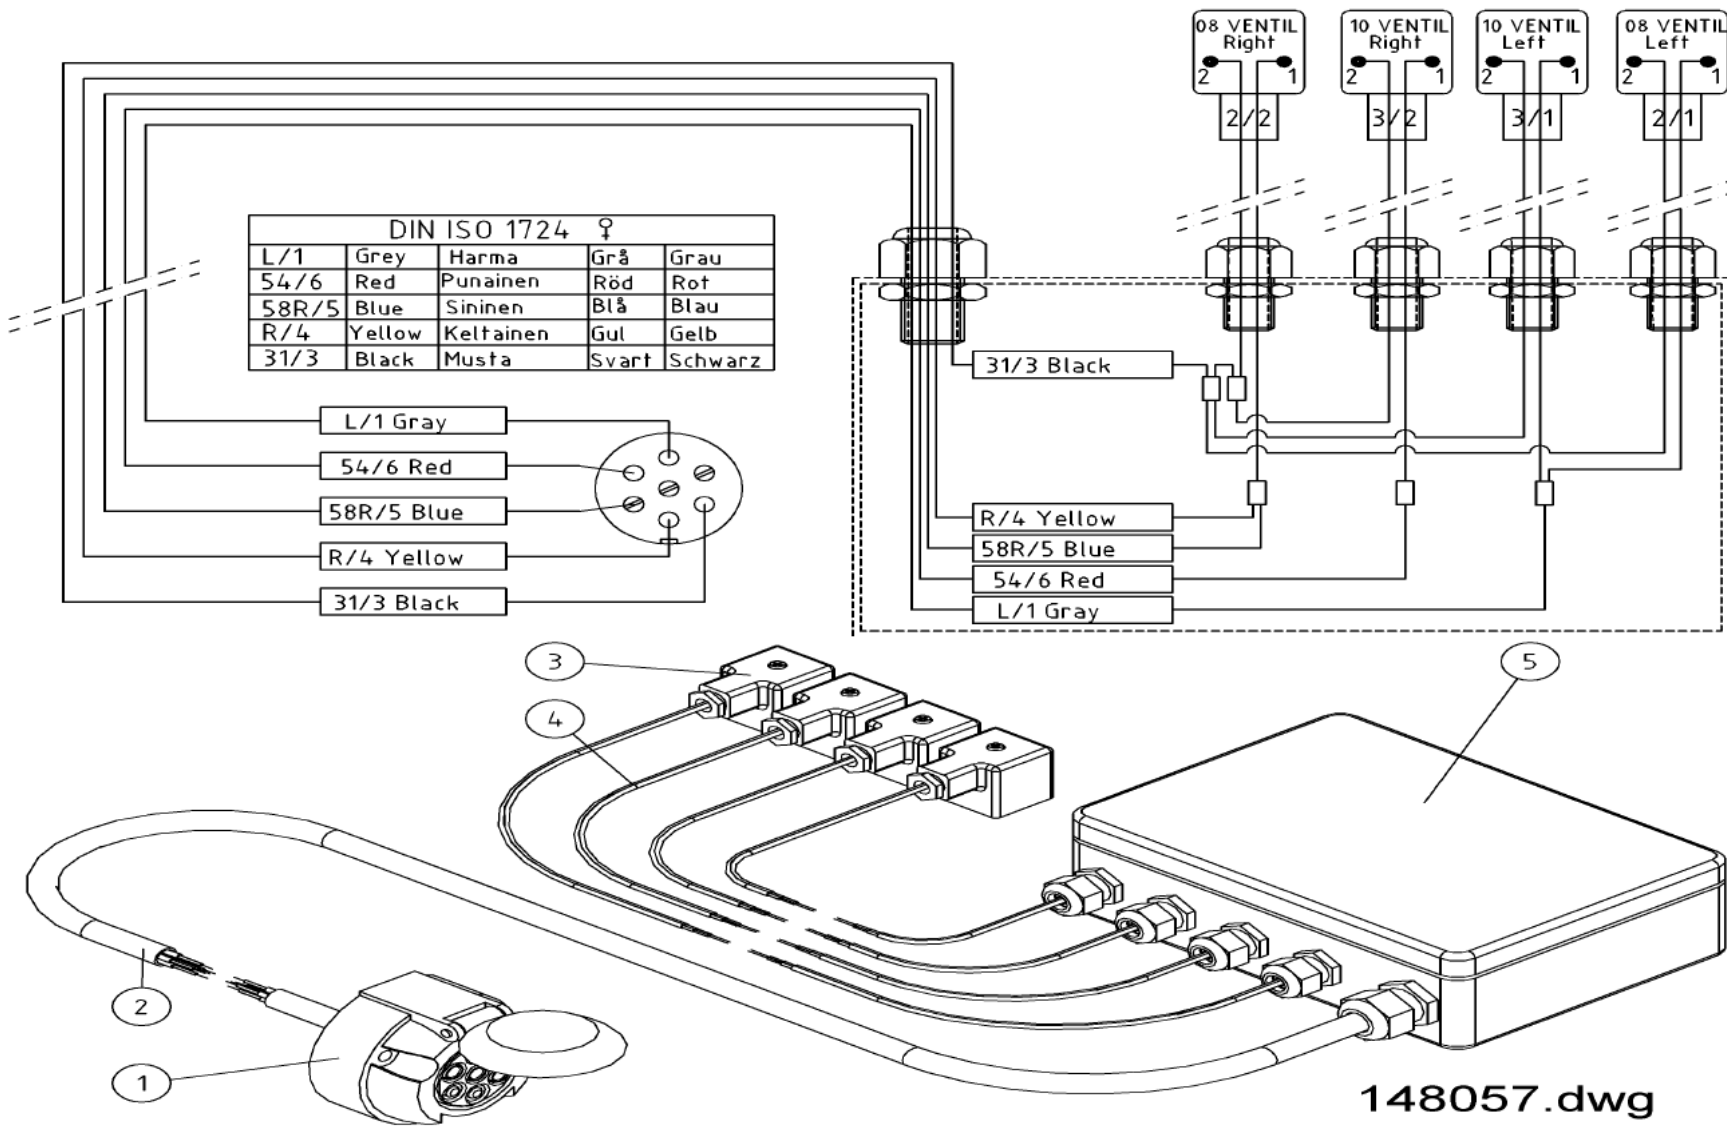 08 VENTIL
Right
2 1
2/2
10 VENTIL
Right
2 1
3/2
10 VENTIL
Left
2 1
3/1
08 VENTIL
Left
2 1
2/1
DIN ISO 1724 ♀
L/1 Grey Harma Grå Grau
54/6 Red Punainen Röd Rot
58R/5 Blue Sininen Blå Blau
R/4 Yellow Keltainen Gul Gelb
31/3 Black Musta Svart Schwarz
L/1 Gray
54/6 Red
58R/5 Blue
R/4 Yellow
31/3 Black
31/3 Black
R/4 Yellow
58R/5 Blue
54/6 Red
L/1 Gray
3
4
5
2
1
148057.dwg